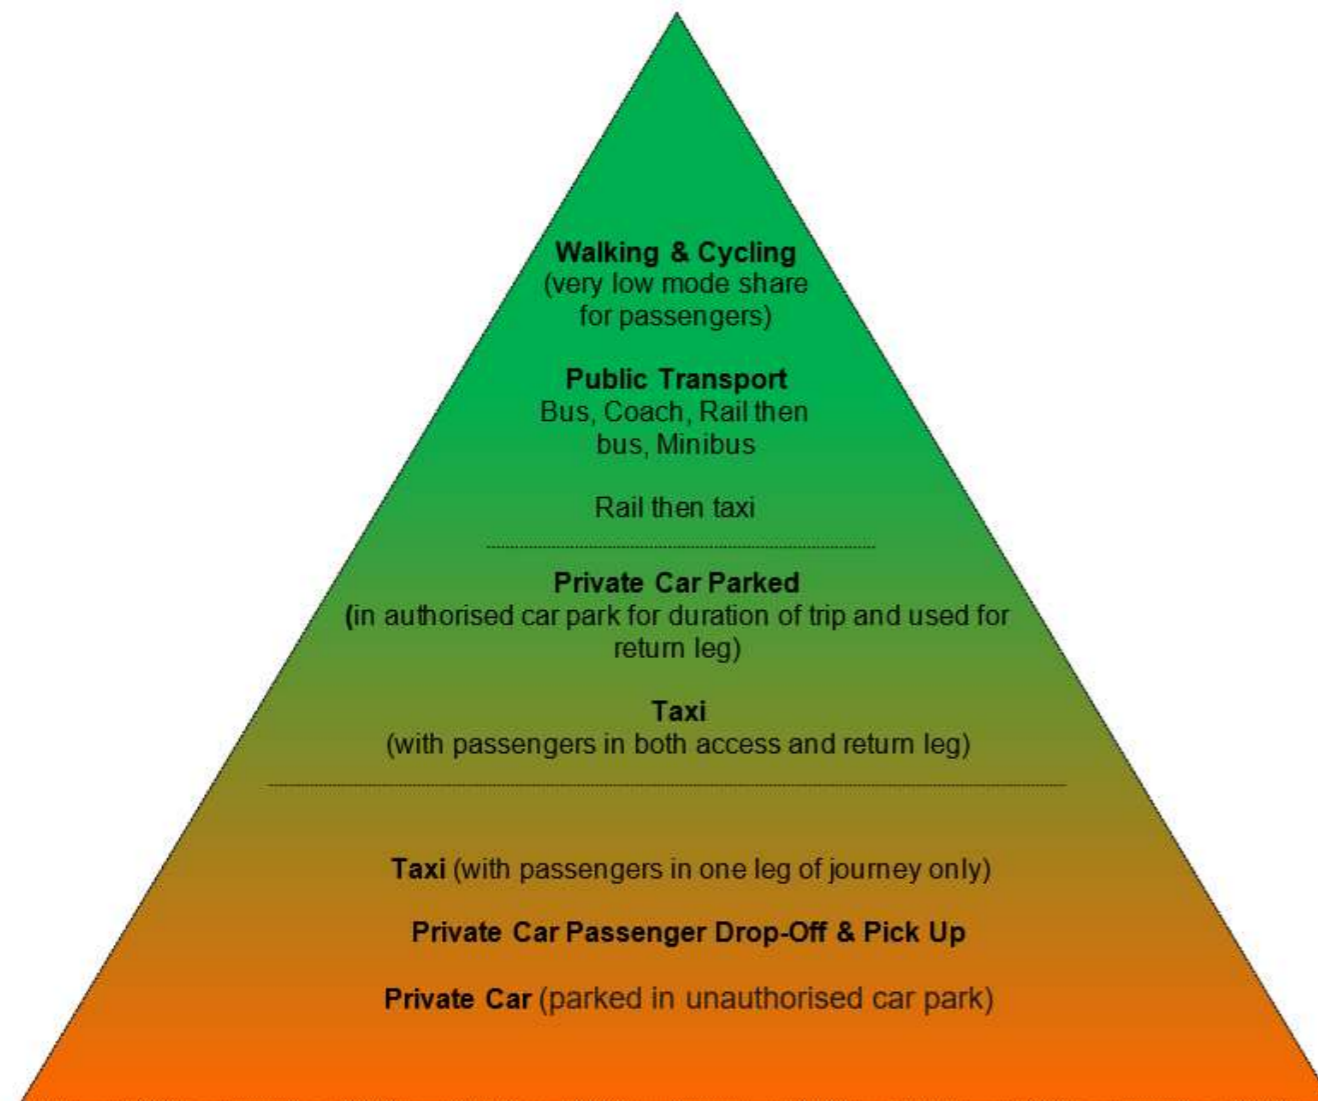 Walking & Cycling
(very low mode share
for passengers)
Public Transport
Bus, Coach, Rail then
bus, Minibus
Rail then taxi
Private Car Parked
(in authorised car park for duration of trip and used for
return leg)
Taxi
(with passengers in both access and return leg)
Taxi (with passengers in one leg of journey only)
Private Car Passenger Drop-Off & Pick Up
Private Car (parked in unauthorised car park)